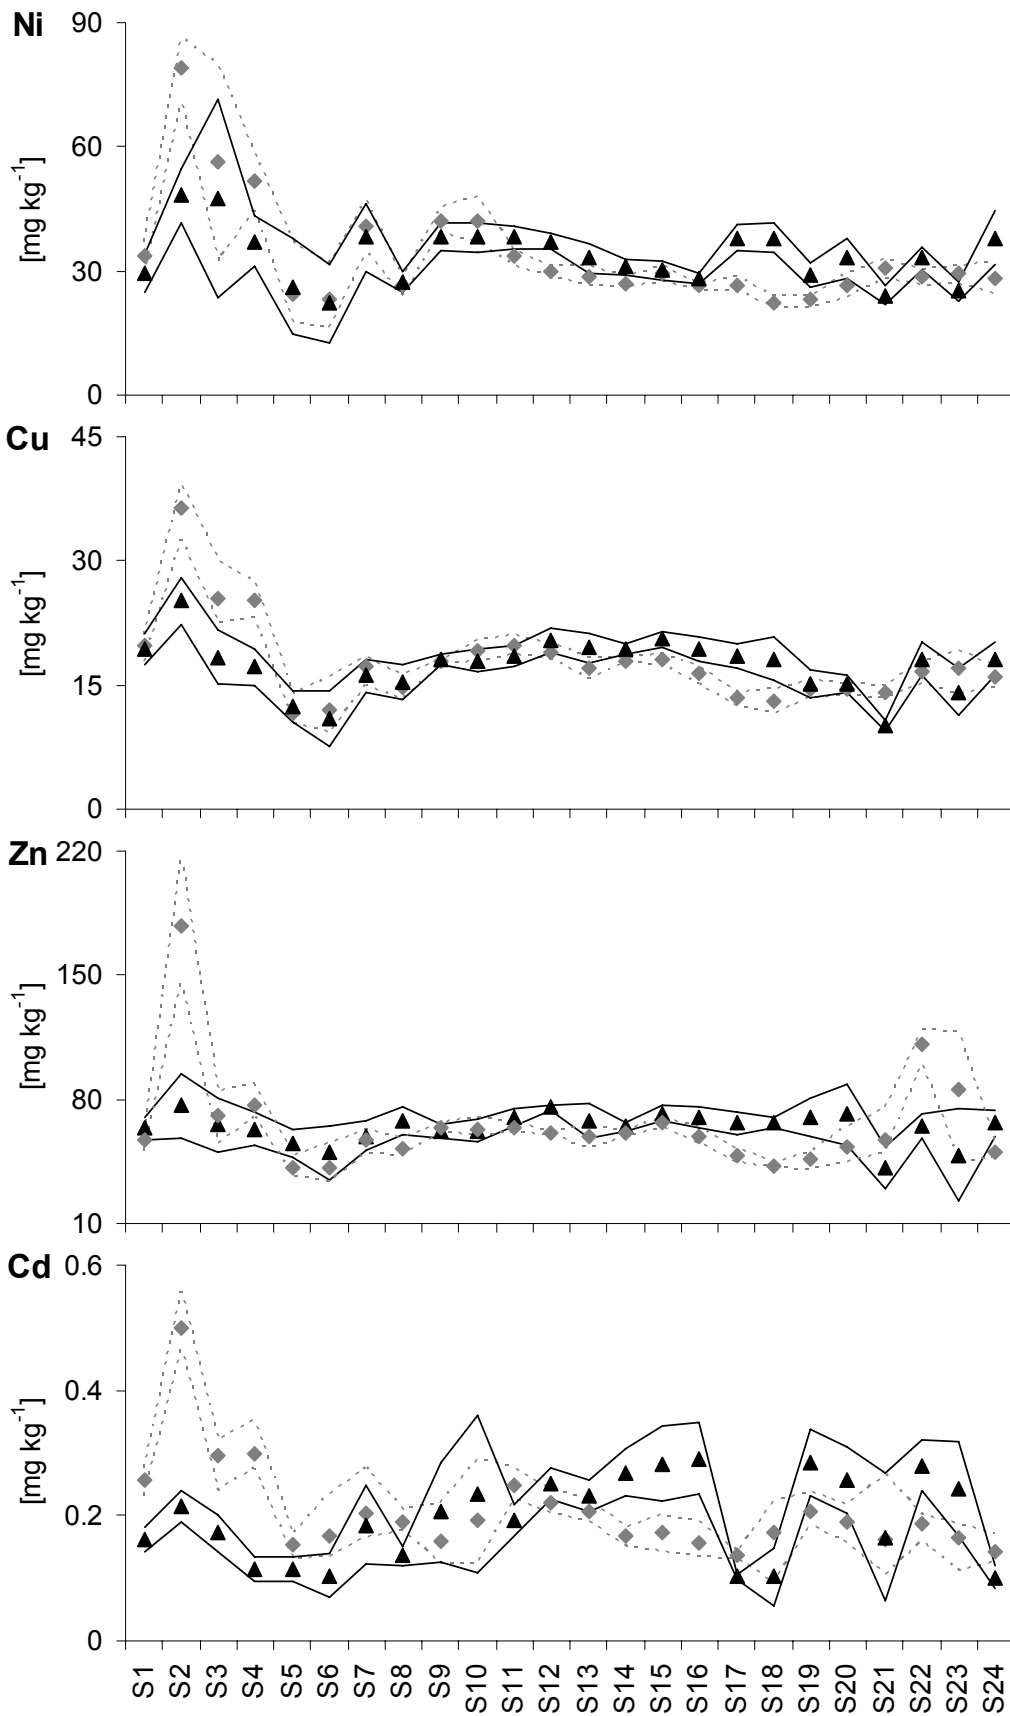 Ni
90
60
30
0
[mg kg⁻¹]
Cu
45
30
15
0
[mg kg⁻¹]
Zn
220
150
80
10
[mg kg⁻¹]
Cd
0.6
0.4
0.2
0
[mg kg⁻¹]
S1
S2
S3
S4
S5
S6
S7
S8
S9
S10
S11
S12
S13
S14
S15
S16
S17
S18
S19
S20
S21
S22
S23
S24